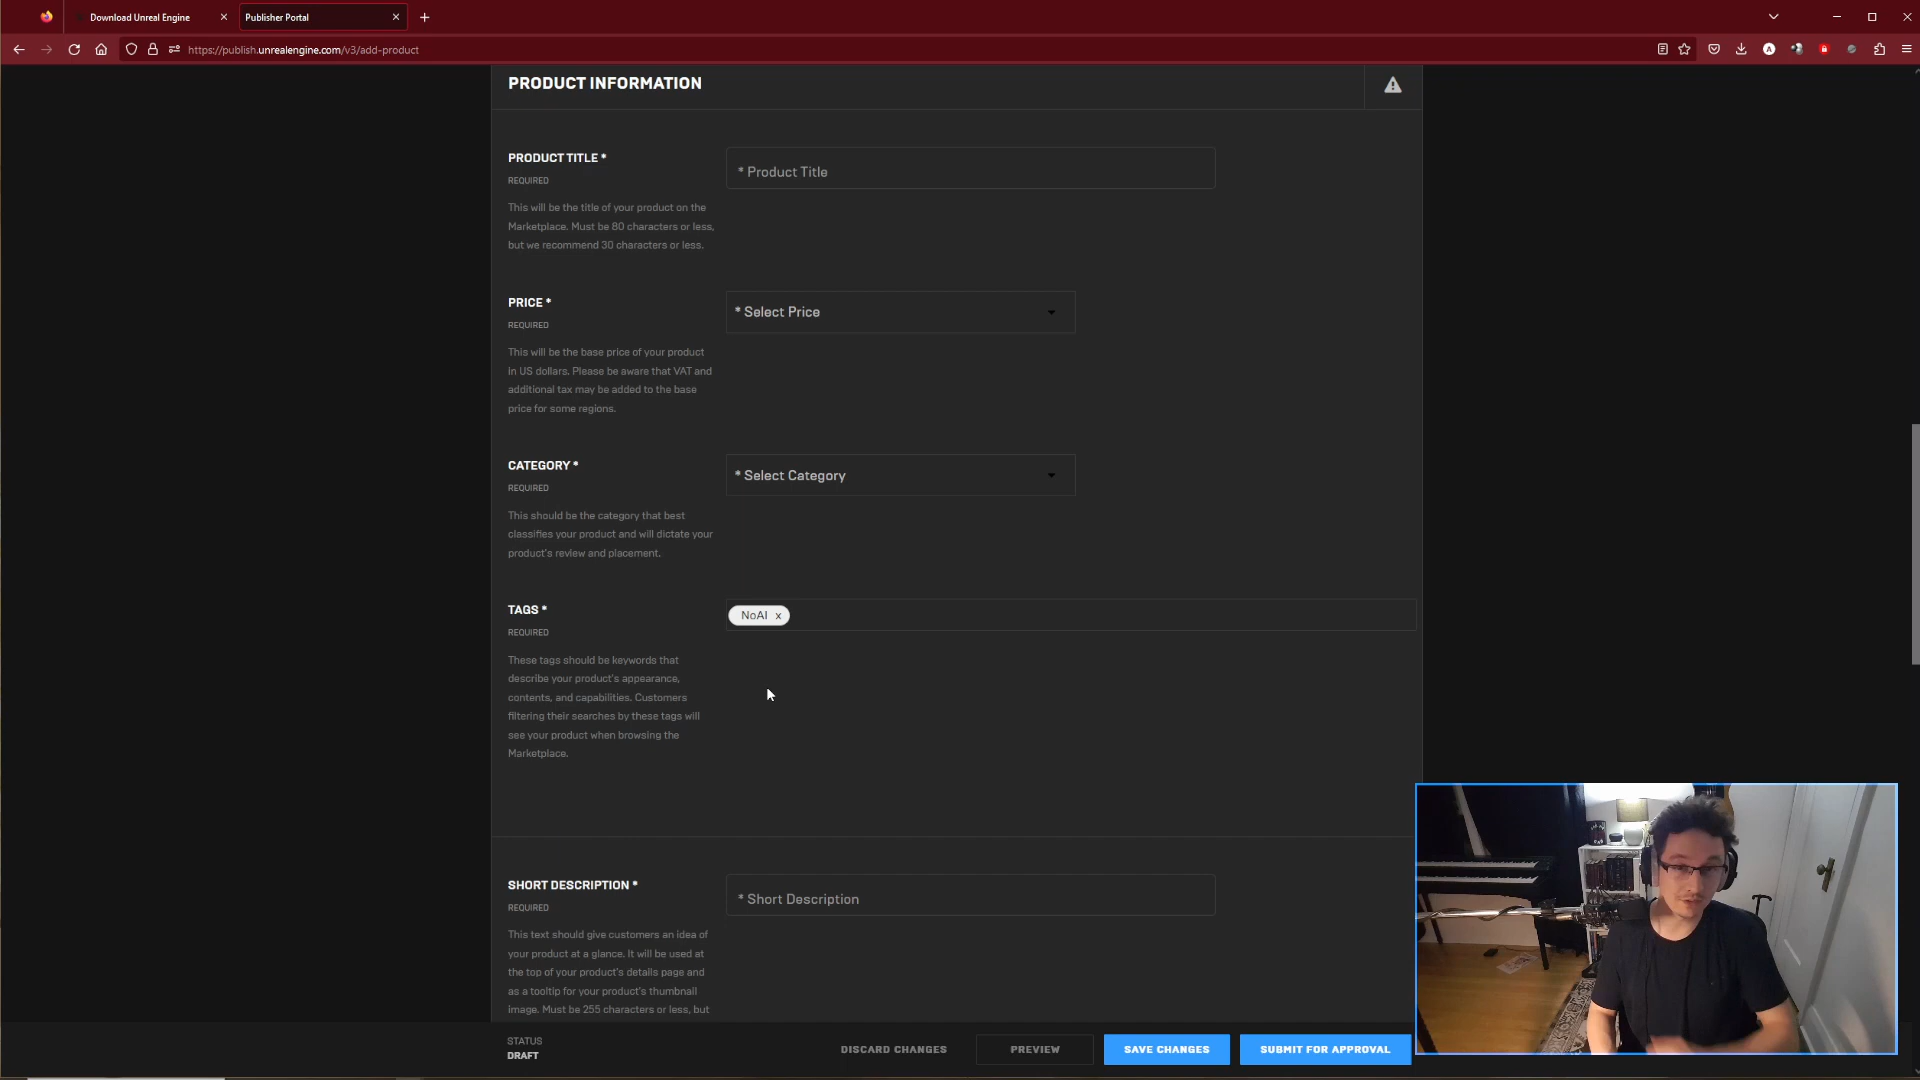 Download Unreal Engine
Publisher Portal
https://publish.unrealengine.com/v3/add-product
PRODUCT INFORMATION
PRODUCT TITLE *
REQUIRED
This will be the title of your product on the
Marketplace. Must be 80 characters or less,
but we recommend 30 characters or less.
* Product Title
PRICE *
REQUIRED
This will be the base price of your product
in US dollars. Please be aware that VAT and
additional tax may be added to the base
price for some regions.
* Select Price
CATEGORY *
REQUIRED
This should be the category that best
classifies your product and will dictate your
product's review and placement.
* Select Category
TAGS *
REQUIRED
These tags should be keywords that
describe your product's appearance,
contents, and capabilities. Customers
filtering their searches by these tags will
see your product when browsing the
Marketplace.
NoAI x
SHORT DESCRIPTION *
REQUIRED
This text should give customers an idea of
your product at a glance. It will be used at
the top of your product's details page and
as a tooltip for your product's thumbnail
image. Must be 255 characters or less, but
* Short Description
STATUS
DRAFT
DISCARD CHANGES
PREVIEW
SAVE CHANGES
SUBMIT FOR APPROVAL